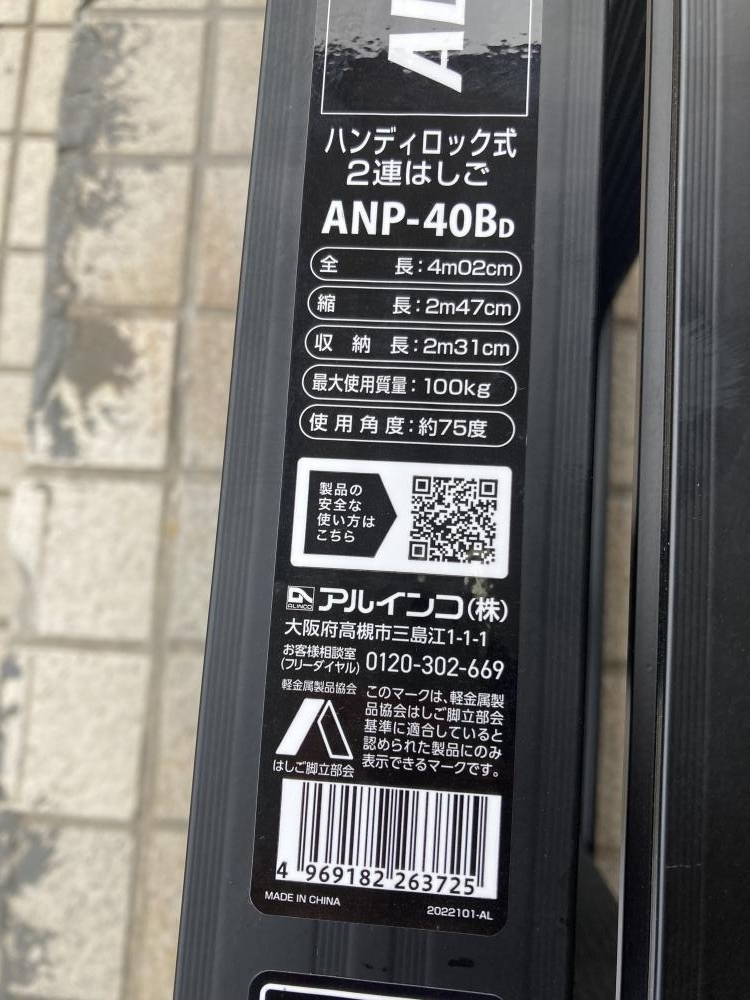 AL
ハンディロック式
2連はしご
ANP-40BD
全 長:4m02cm
縮 長:2m47cm
収 納 長:2m31cm
最大使用質量:100kg
使用角度:約75度
製品の
安全な
使い方は
こちら
ALINCO アルインコ(株)
大阪府高槻市三島江1-1-1
お客様相談室
(フリーダイヤル) 0120-302-669
軽金属製品協会
はしご脚立部会
このマークは、軽金属製
品協会はしご脚立部会
基準に適合していると
認められた製品にのみ
表示できるマークです。
4 969182 263725
MADE IN CHINA
2022101-AL